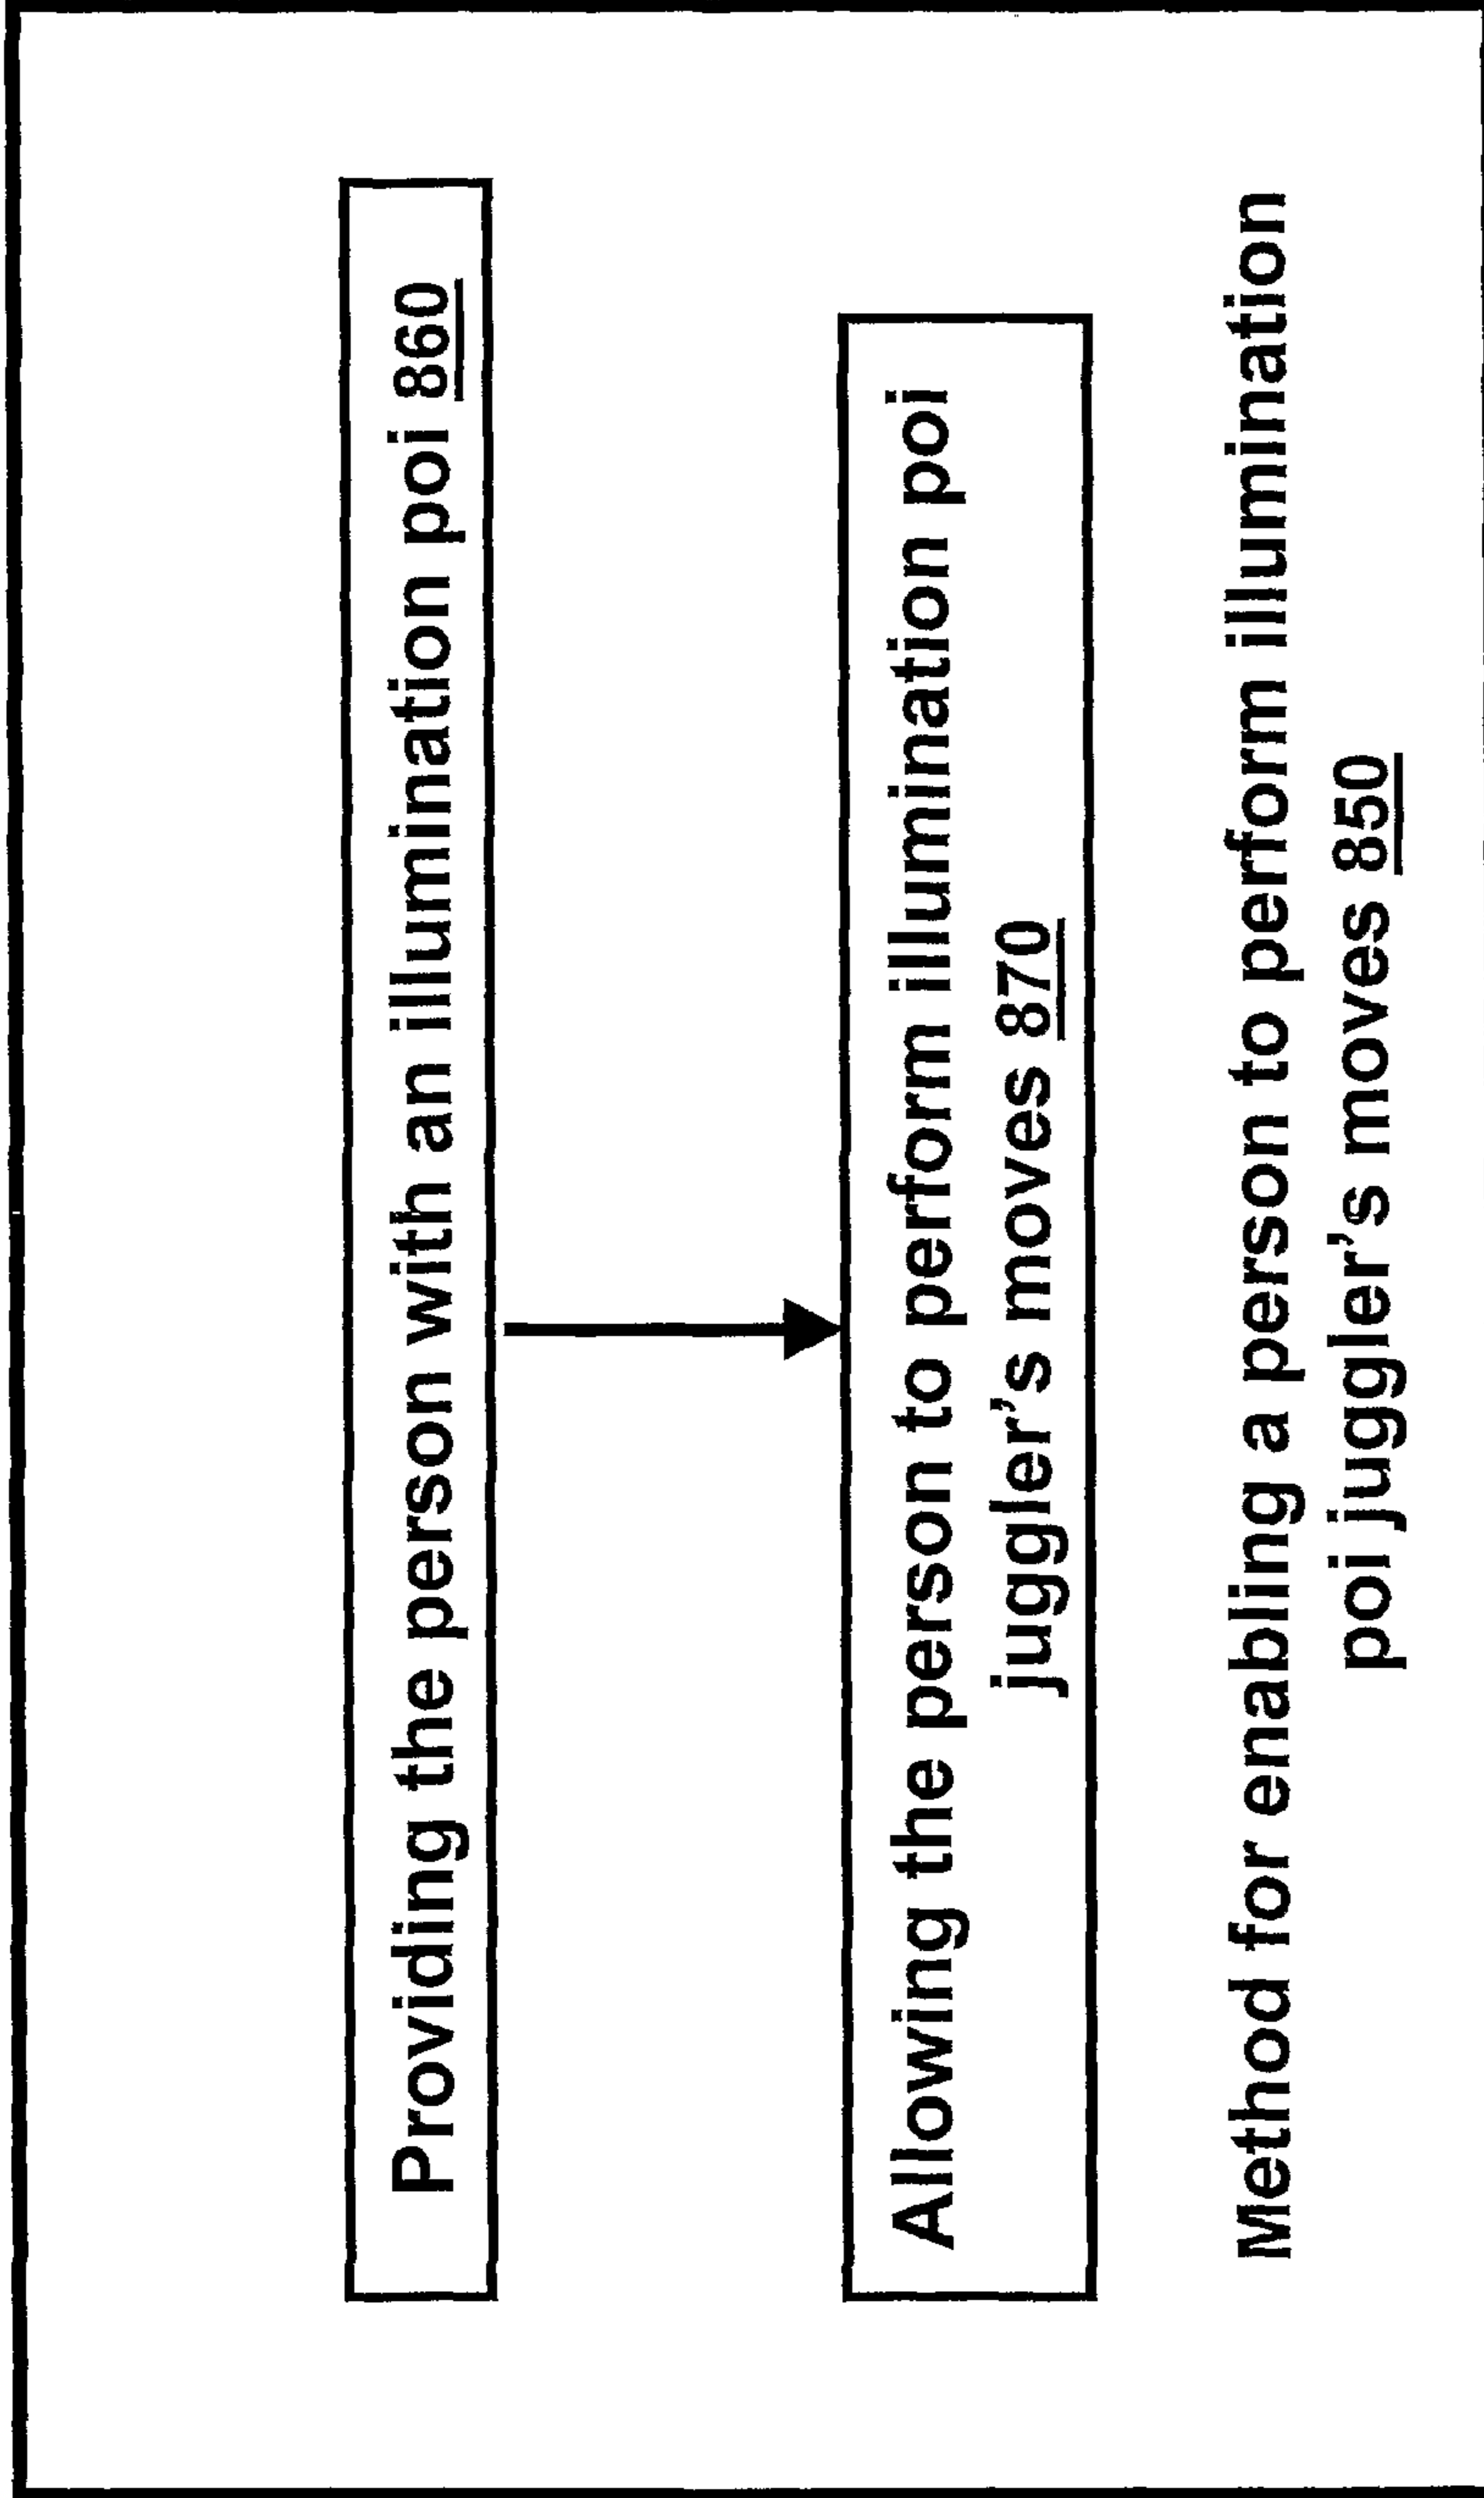 Providing the person with an illumination poi 860
Allowing the person to perform illumination poi
juggler's moves 870
Method for enabling a person to perform illumination
poi juggler's moves 850